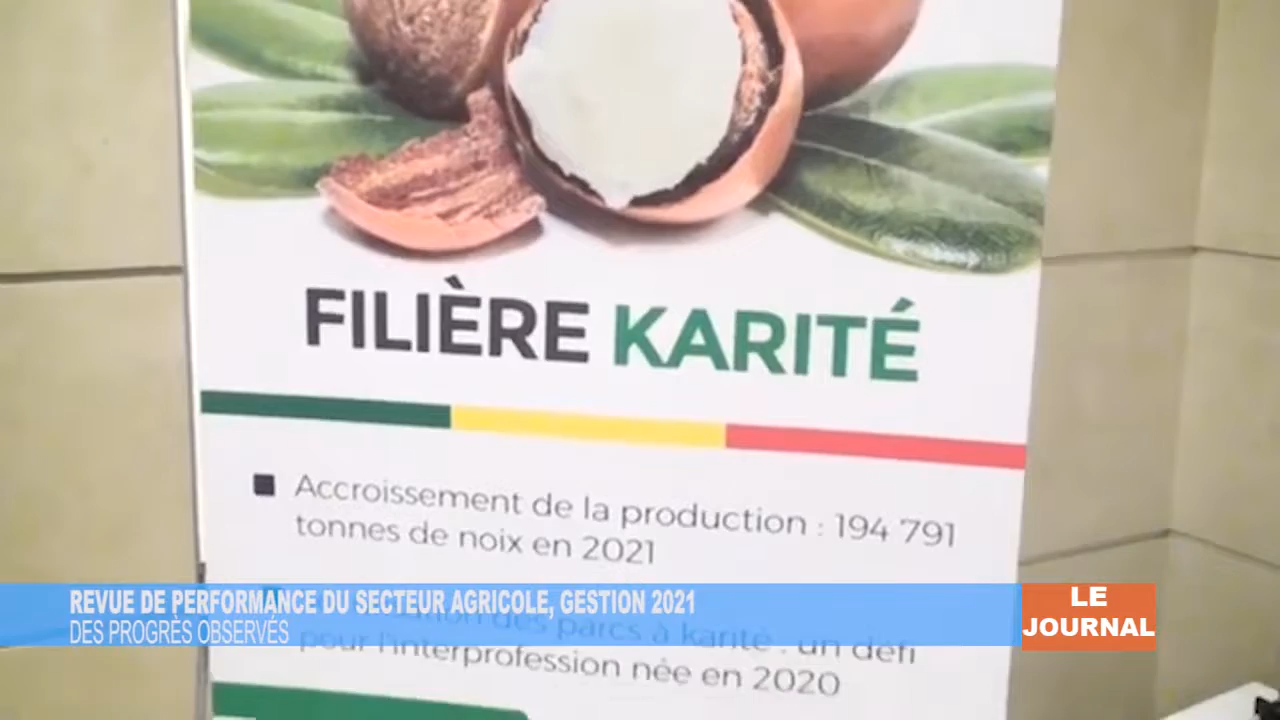 FILIÈRE KARITÉ
Accroissement de la production : 194 791
tonnes de noix en 2021
des parcs à karité : un défi
pour l'interprofession née en 2020
REVUE DE PERFORMANCE DU SECTEUR AGRICOLE, GESTION 2021
DES PROGRÈS OBSERVÉS
LE
JOURNAL